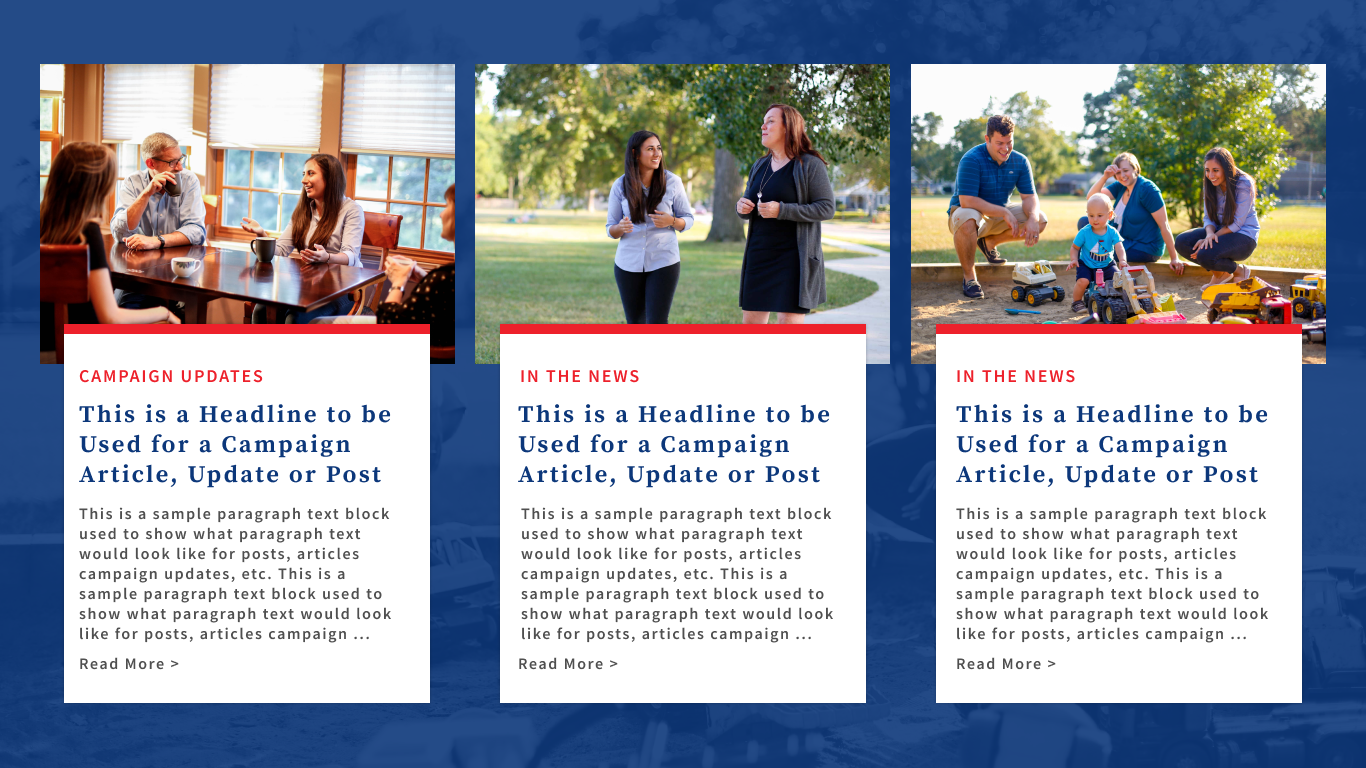 CAMPAIGN UPDATES
This is a Headline to be
Used for a Campaign
Article, Update or Post
This is a sample paragraph text block
used to show what paragraph text
would look like for posts, articles
campaign updates, etc. This is a
sample paragraph text block used to
show what paragraph text would look
like for posts, articles campaign ...
Read More >
IN THE NEWS
This is a Headline to be
Used for a Campaign
Article, Update or Post
This is a sample paragraph text block
used to show what paragraph text
would look like for posts, articles
campaign updates, etc. This is a
sample paragraph text block used to
show what paragraph text would look
like for posts, articles campaign ...
Read More >
IN THE NEWS
This is a Headline to be
Used for a Campaign
Article, Update or Post
This is a sample paragraph text block
used to show what paragraph text
would look like for posts, articles
campaign updates, etc. This is a
sample paragraph text block used to
show what paragraph text would look
like for posts, articles campaign ...
Read More >